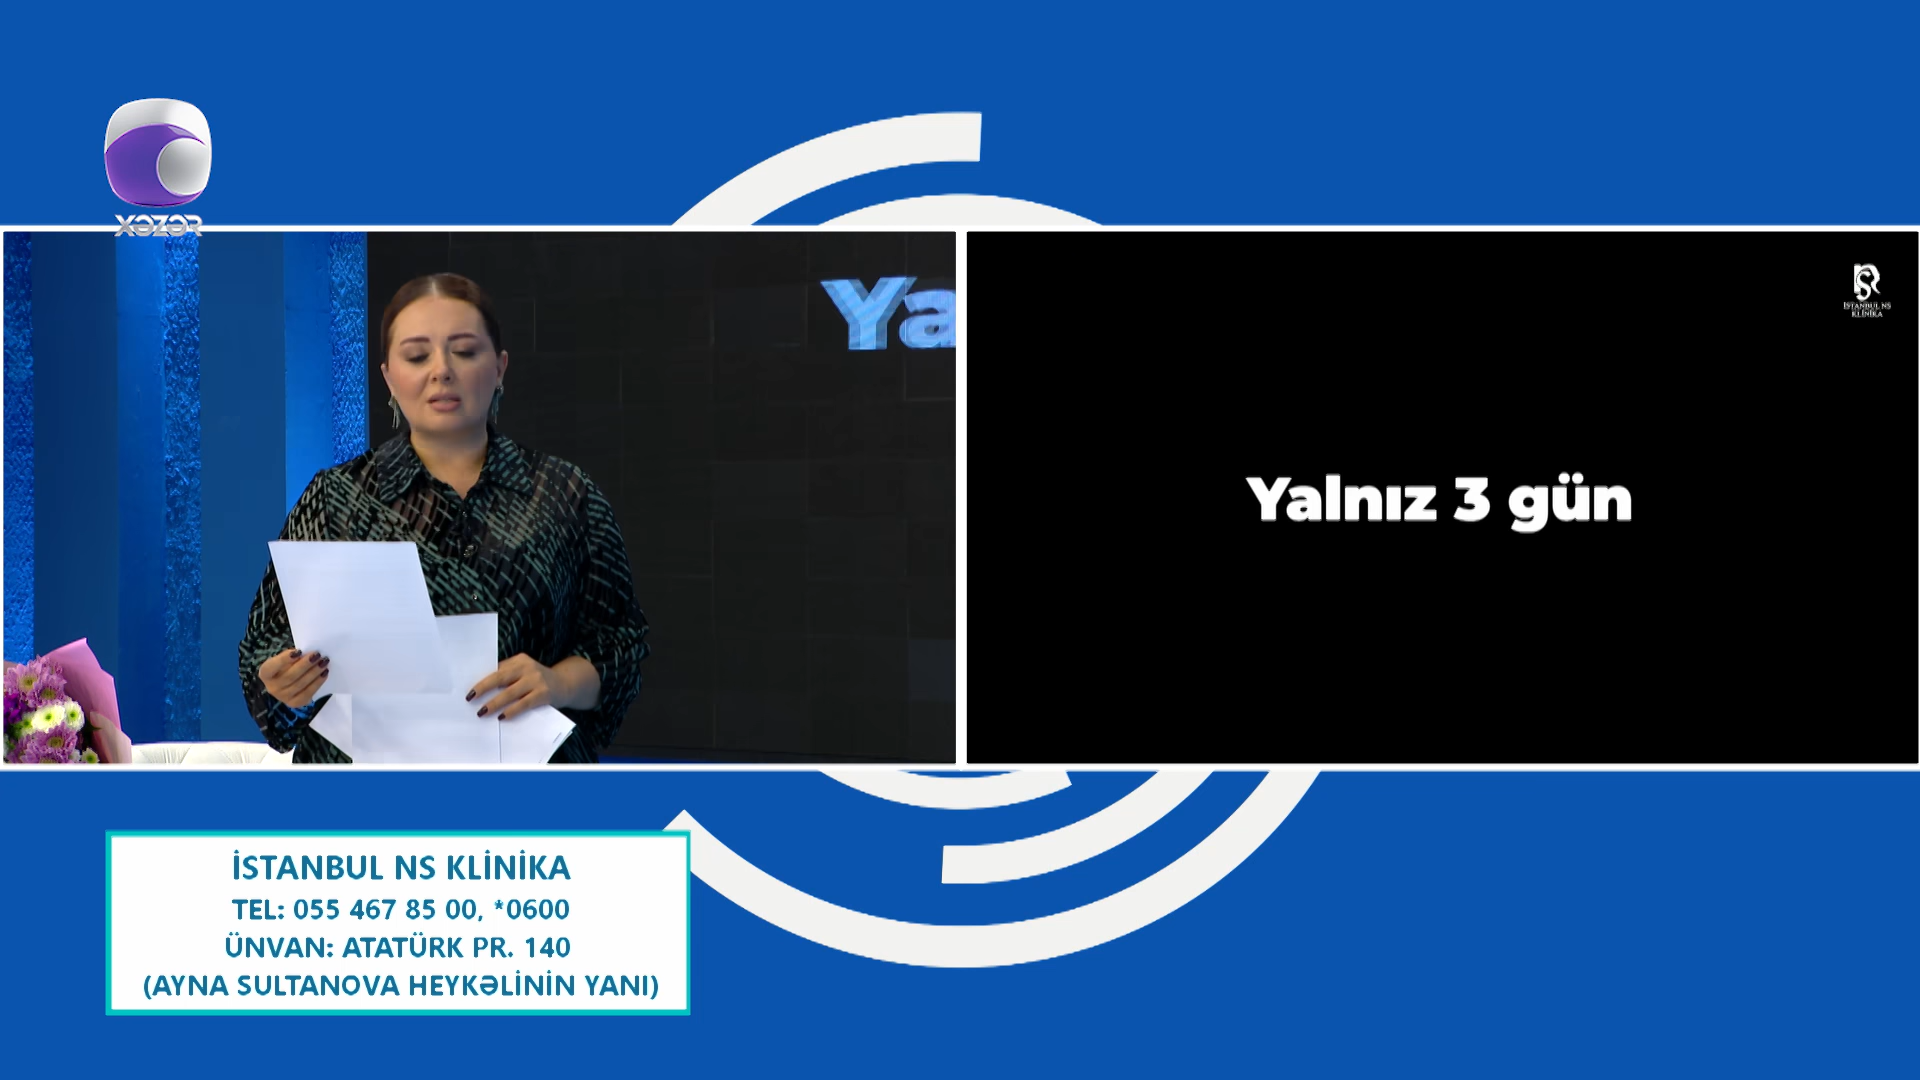 XƏZƏR
Ya
İSTANBUL NS
KLİNİKA
Yalnız 3 gün
İSTANBUL NS KLİNİKA
TEL: 055 467 85 00, *0600
ÜNVAN: ATATÜRK PR. 140
(AYNA SULTANOVA HEYKƏLİNİN YANI)